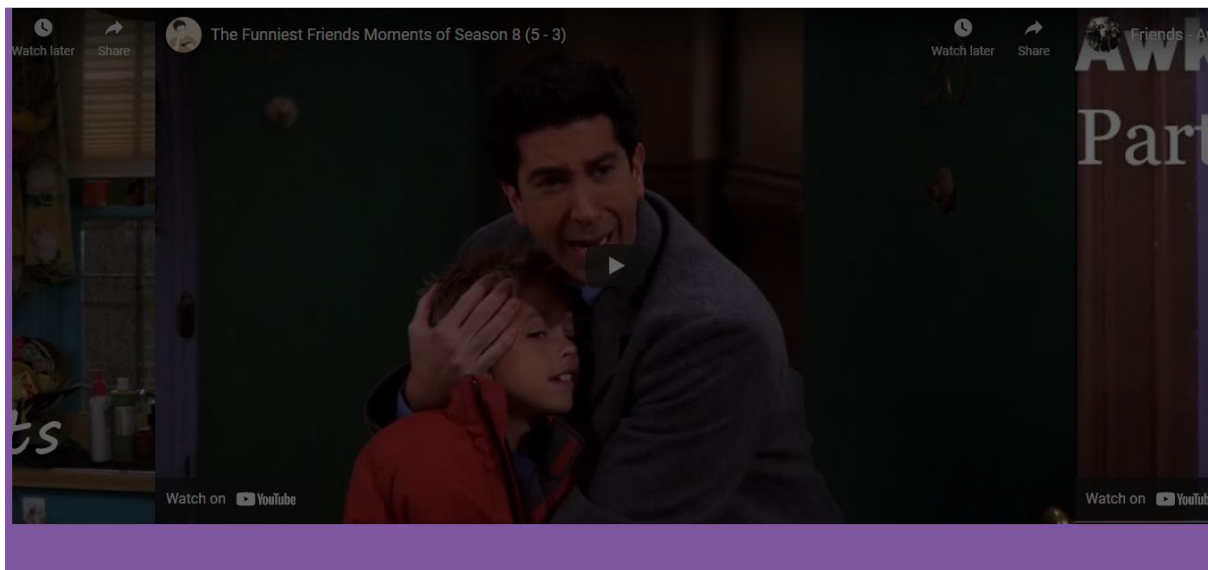 Watch later
Share
The Funniest Friends Moments of Season 8 (5 - 3)
Watch later
Share
Friends - A
Awk
Part
ts
Watch on YouTube
Watch on YouTub